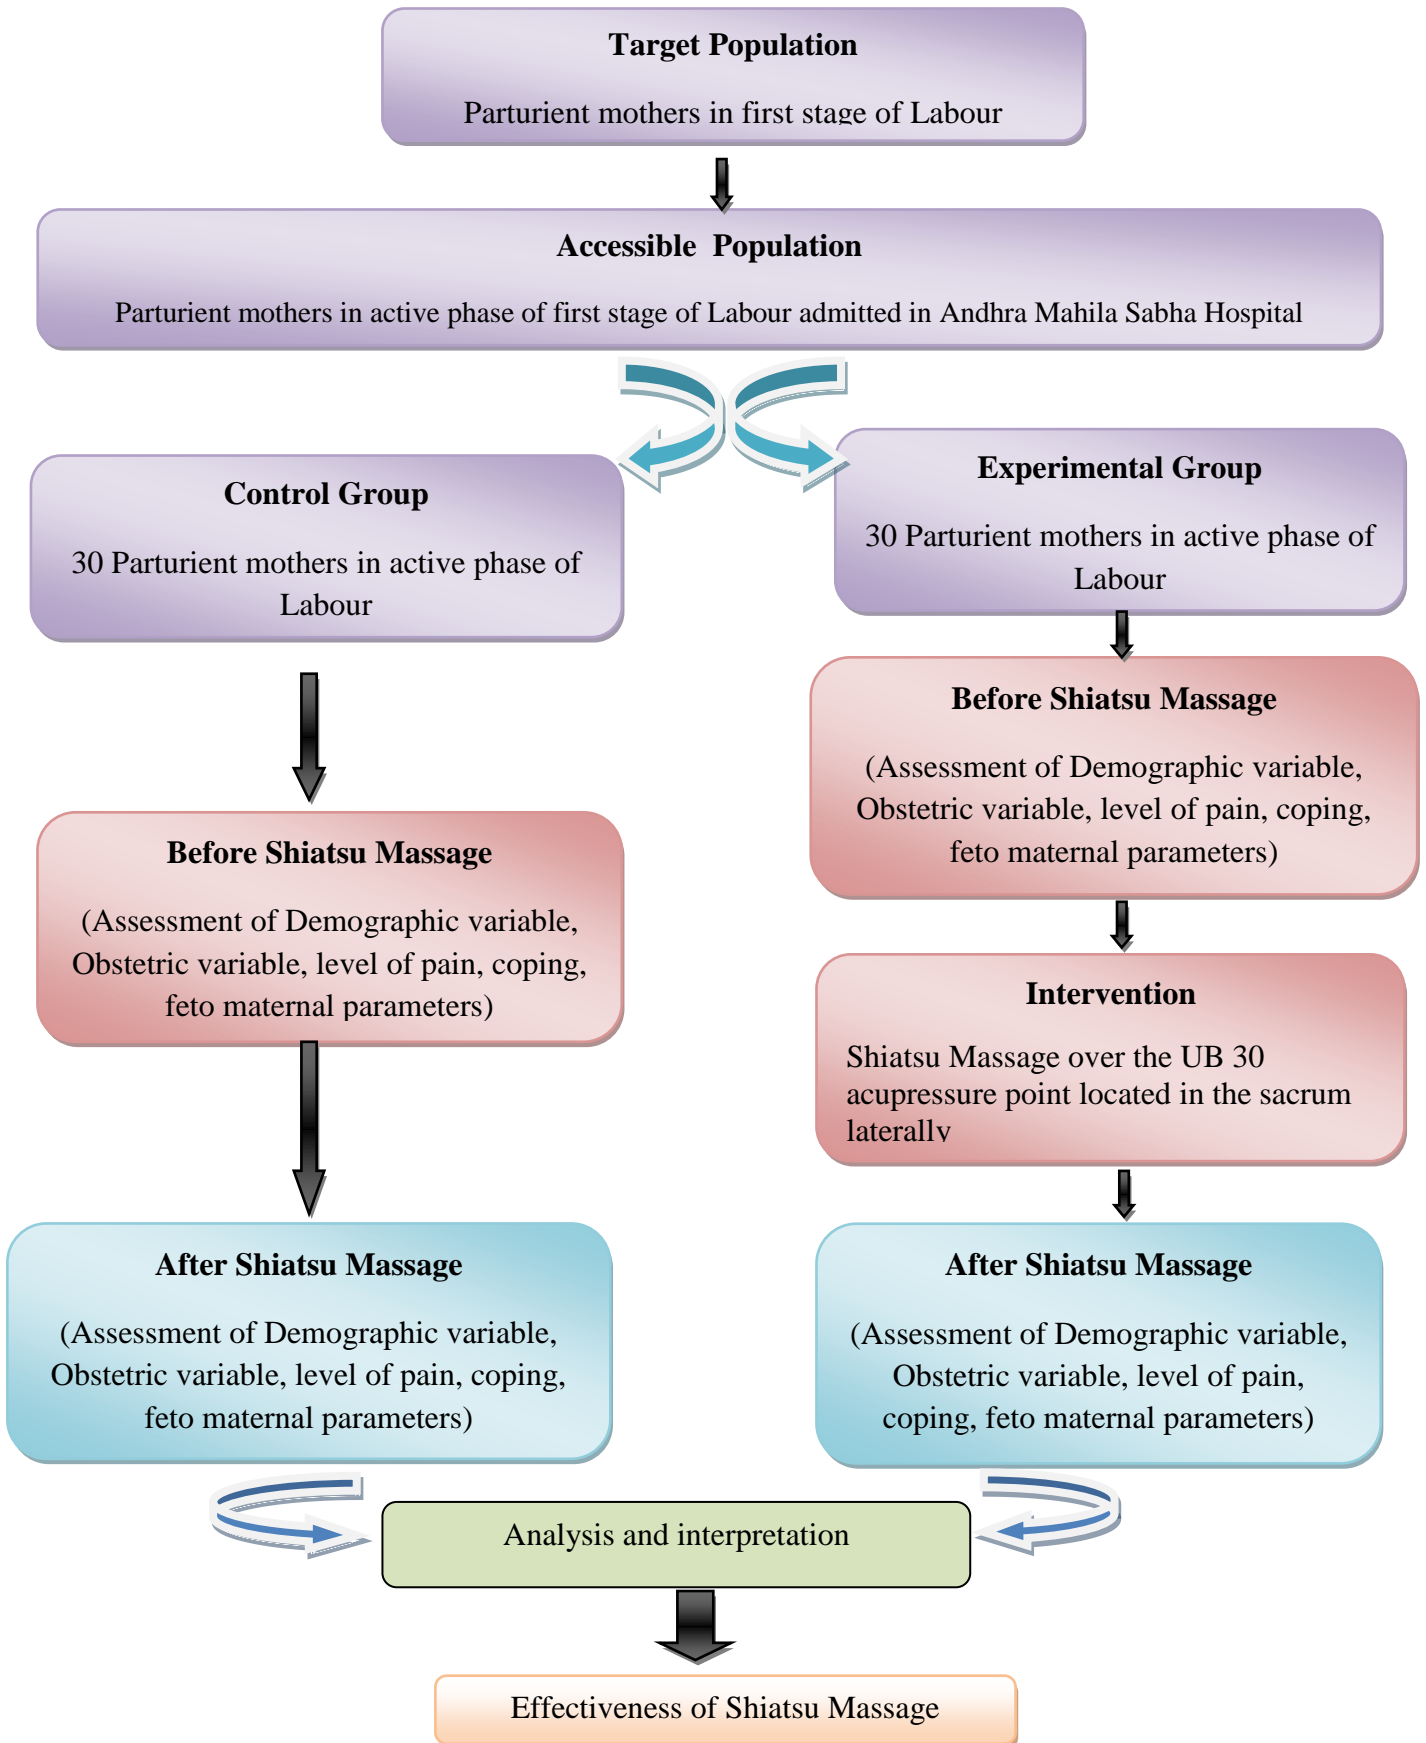 Target Population
Parturient mothers in first stage of Labour
Accessible Population
Parturient mothers in active phase of first stage of Labour admitted in Andhra Mahila Sabha Hospital
Control Group
30 Parturient mothers in active phase of
Labour
Experimental Group
30 Parturient mothers in active phase of
Labour
Before Shiatsu Massage
(Assessment of Demographic variable,
Obstetric variable, level of pain, coping,
feto maternal parameters)
Before Shiatsu Massage
(Assessment of Demographic variable,
Obstetric variable, level of pain, coping,
feto maternal parameters)
Intervention
Shiatsu Massage over the UB 30
acupressure point located in the sacrum
laterally
After Shiatsu Massage
(Assessment of Demographic variable,
Obstetric variable, level of pain, coping,
feto maternal parameters)
After Shiatsu Massage
(Assessment of Demographic variable,
Obstetric variable, level of pain,
coping, feto maternal parameters)
Analysis and interpretation
Effectiveness of Shiatsu Massage